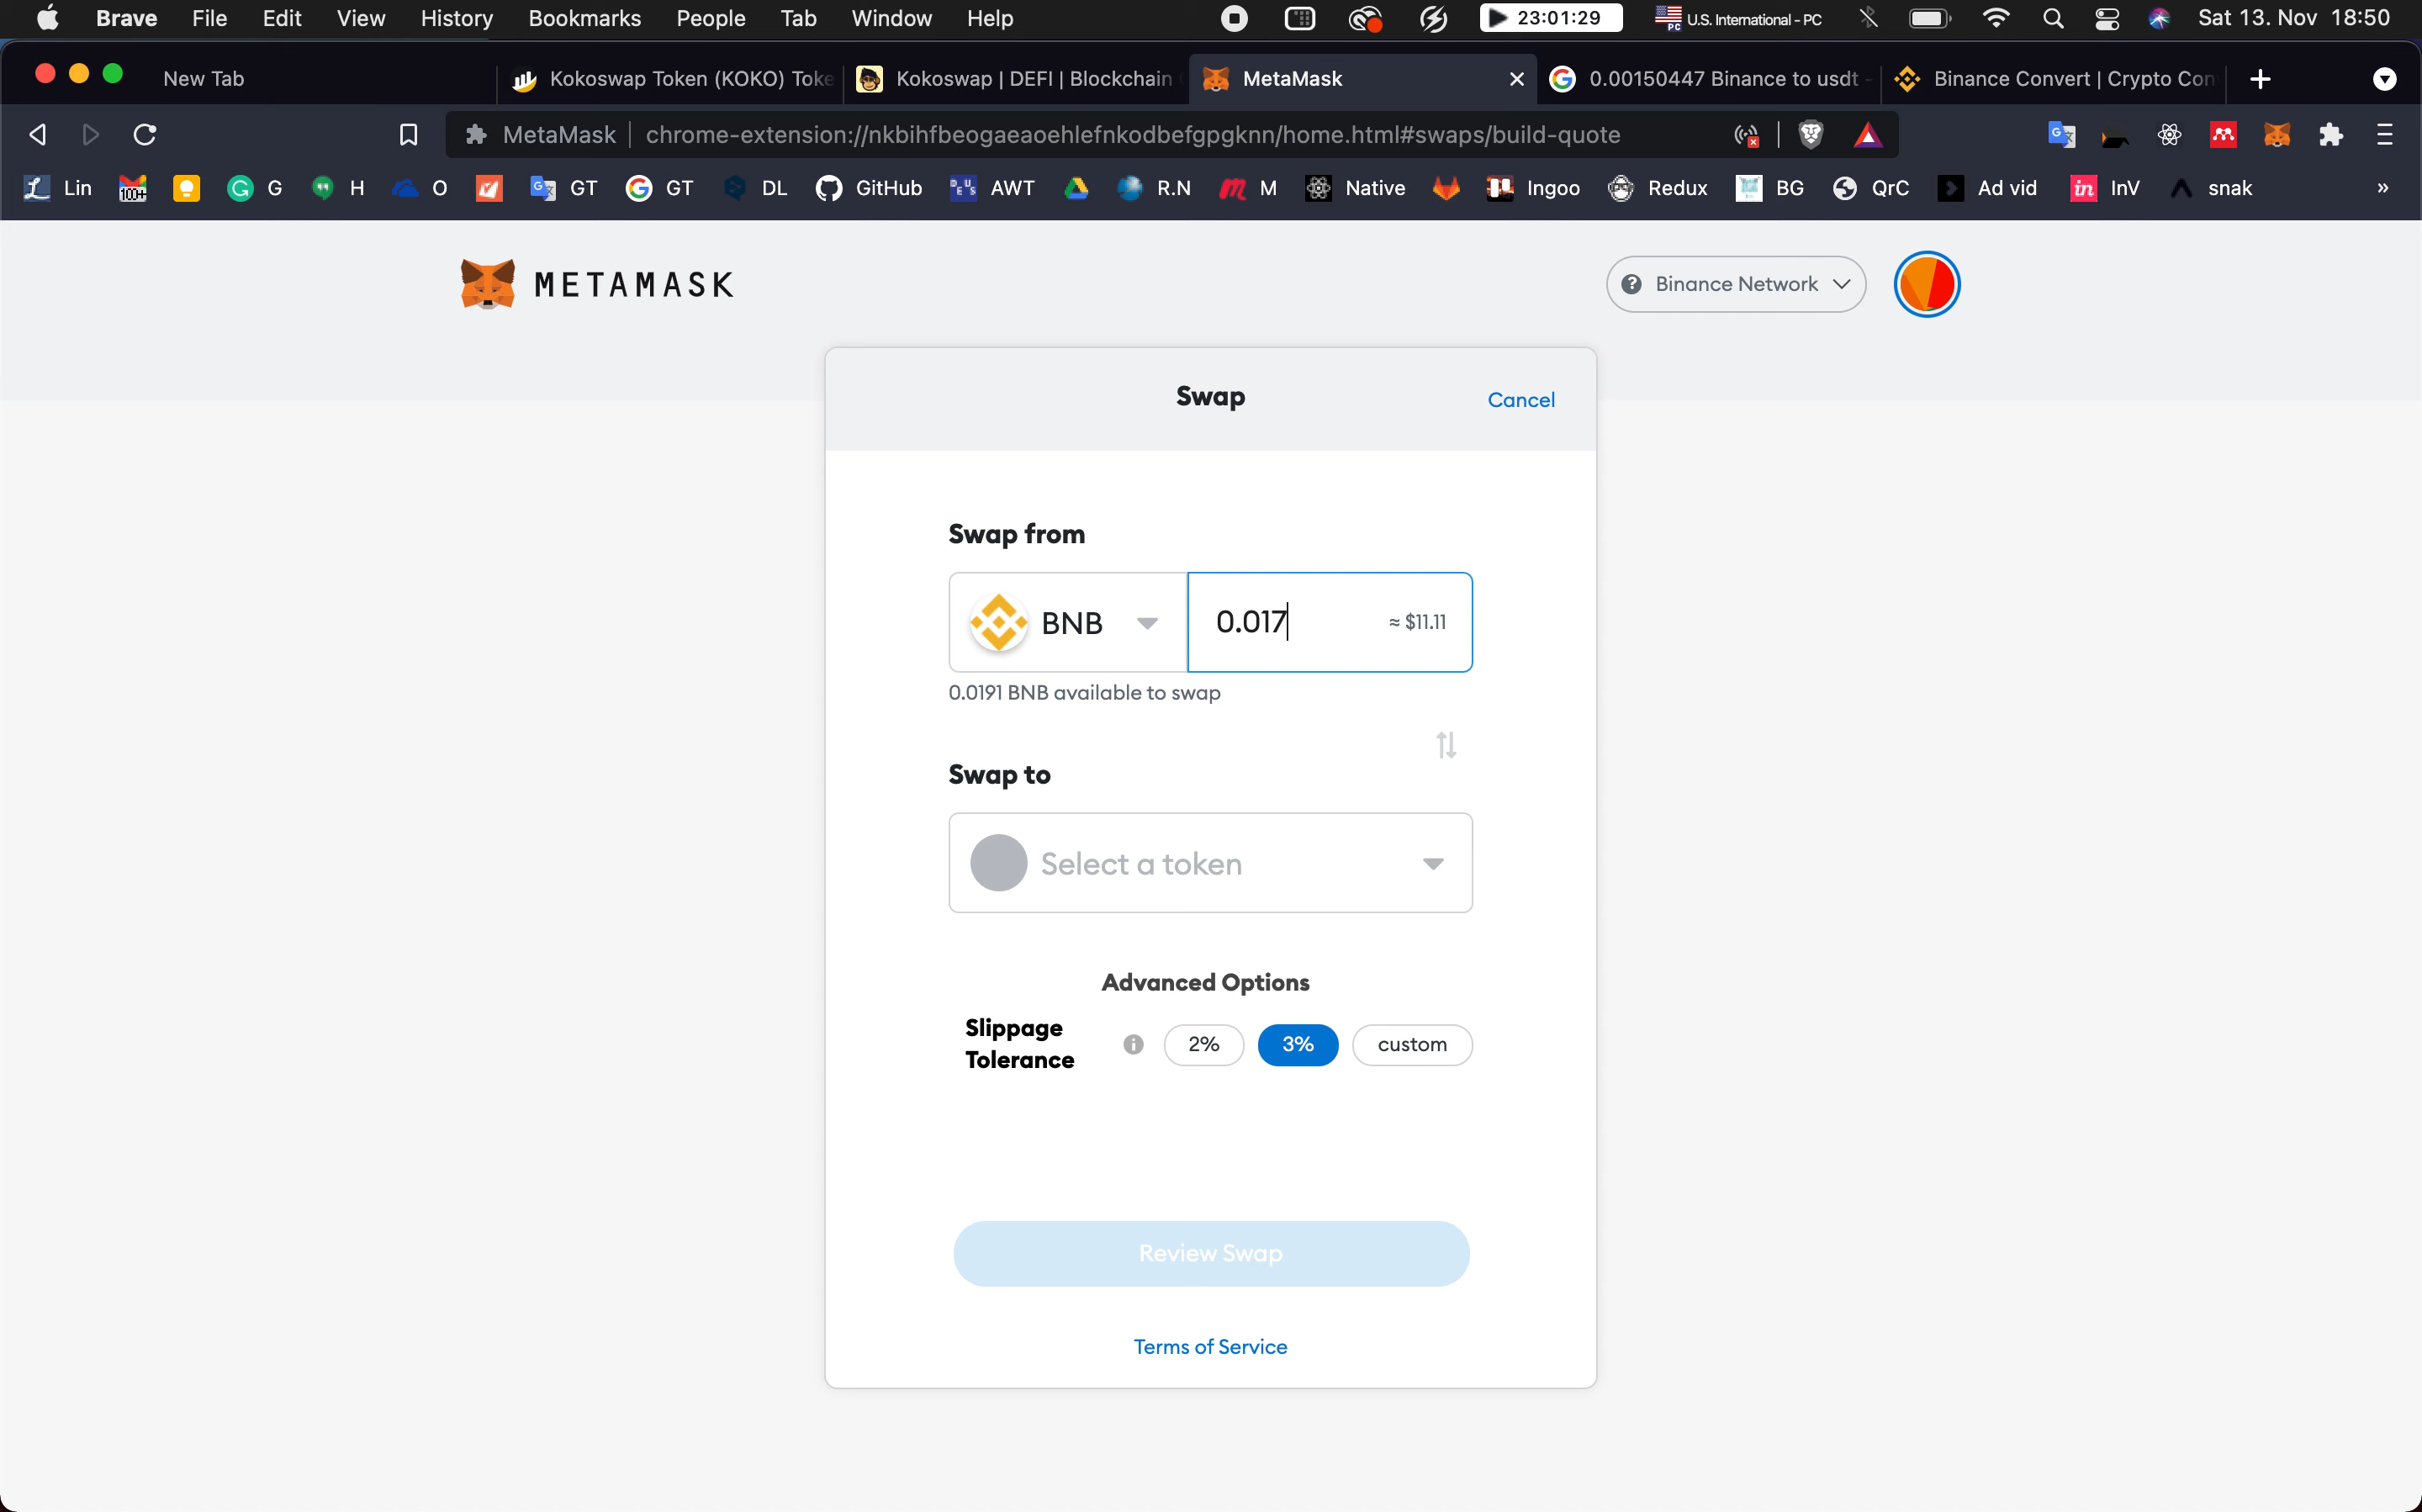 Brave File Edit View History Bookmarks People Tab Window Help 23:01:29 U.S. International - PC Sat 13. Nov 18:50
New Tab Kokoswap Token (KOKO) Toke Kokoswap | DEFI | Blockchain MetaMask 0.00150447 Binance to usdt - Binance Convert | Crypto Con
MetaMask chrome-extension://nkbihfbeogaeaoehlefnkodbefgpgknn/home.html#swaps/build-quote
Lin 100+ G H O GT GT DL GitHub AWT R.N M Native Ingoo Redux BG QrC Ad vid in InV snak »
METAMASK
Binance Network
Swap
Cancel
Swap from
BNB 0.017 ≈ $11.11
0.0191 BNB available to swap
Swap to
Select a token
Advanced Options
Slippage
Tolerance
2% 3% custom
Review Swap
Terms of Service